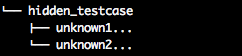 └── hidden_testcase
    ├── unknown1...
    └── unknown2...